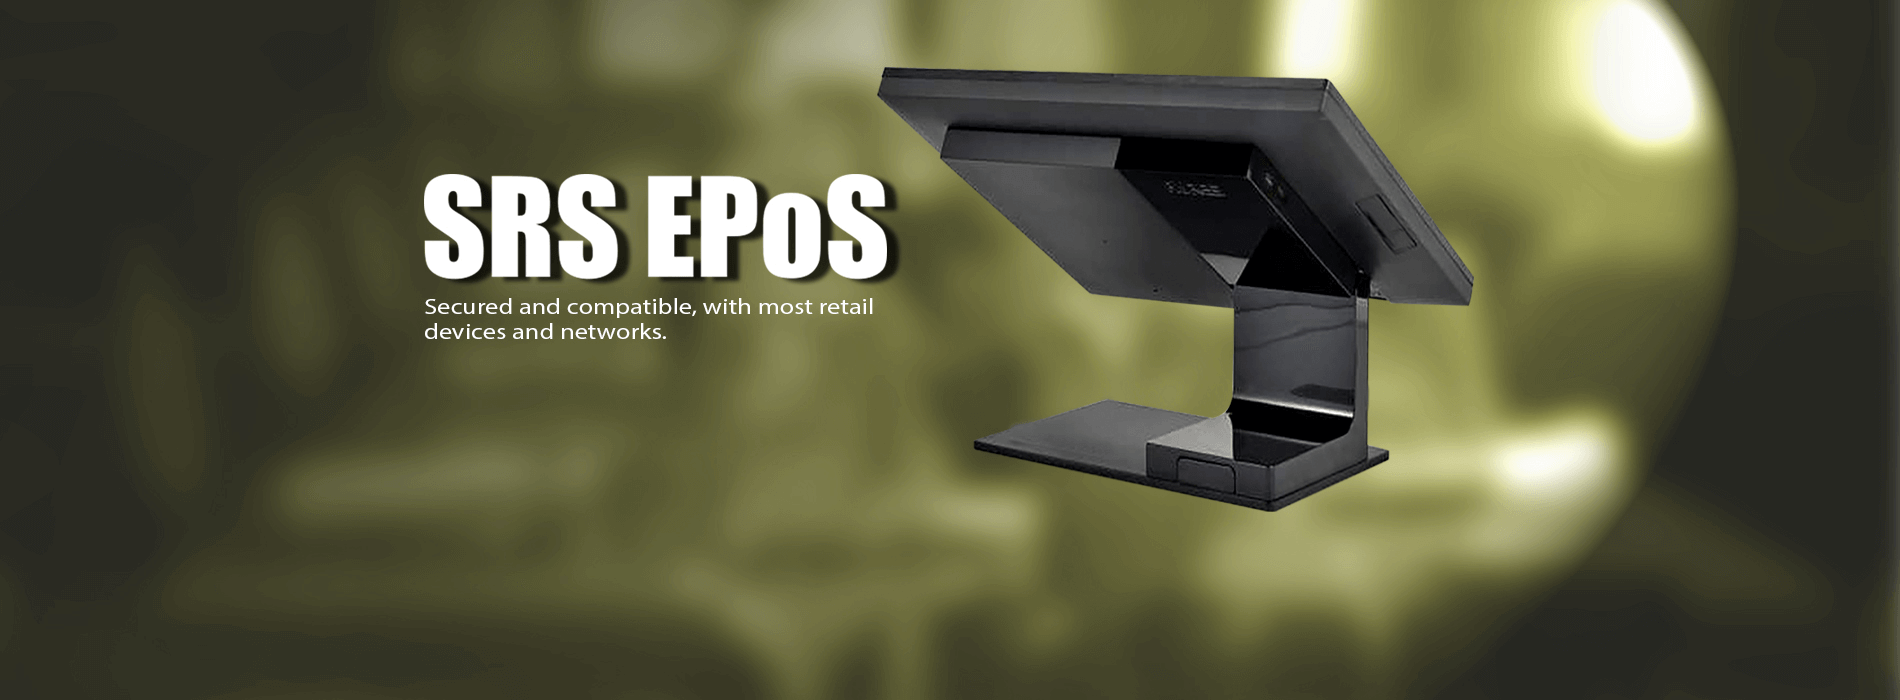 SRS EPoS
Secured and compatible, with most retail
devices and networks.